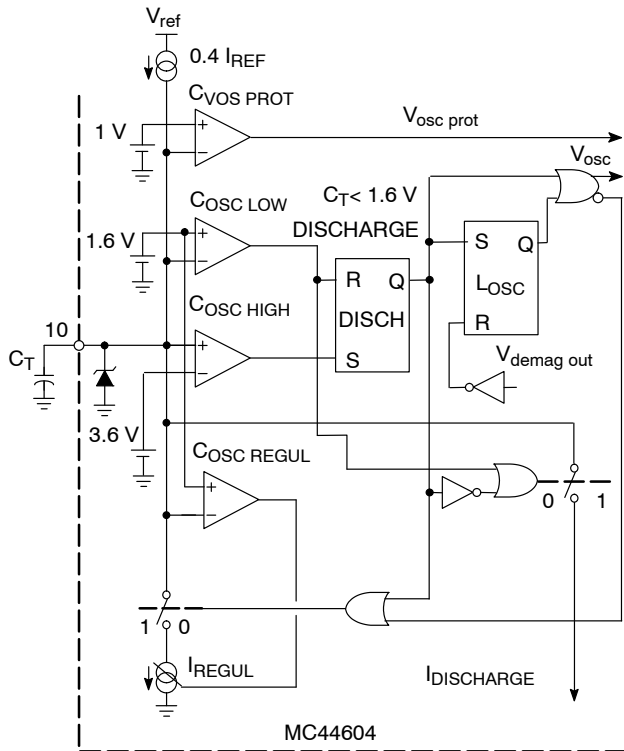 Vref
0.4 IREF
CVOS PROT
1 V
+
−
Vosc prot
Vosc
CT< 1.6 V
COSC LOW
DISCHARGE
1.6 V
+
−
R Q
DISCH
S
S Q
LOSC
R
COSC HIGH
10
CT
+
−
Vdemag out
3.6 V
COSC REGUL
+
−
0 1
1 0
IREGUL
IDISCHARGE
MC44604